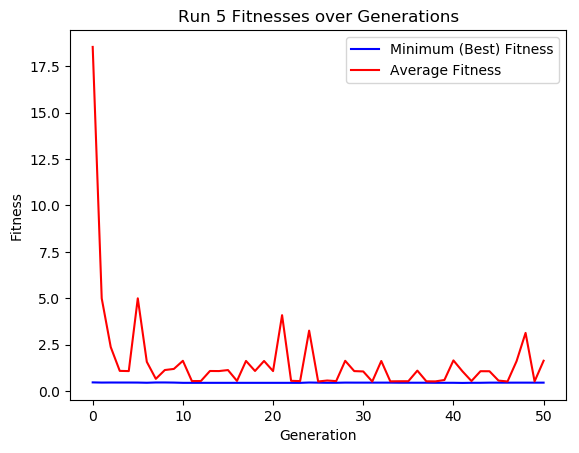 Run 5 Fitnesses over Generations
Minimum (Best) Fitness
Average Fitness
17.5
15.0
12.5
10.0
7.5
5.0
2.5
0.0
Fitness
0 10 20 30 40 50
Generation